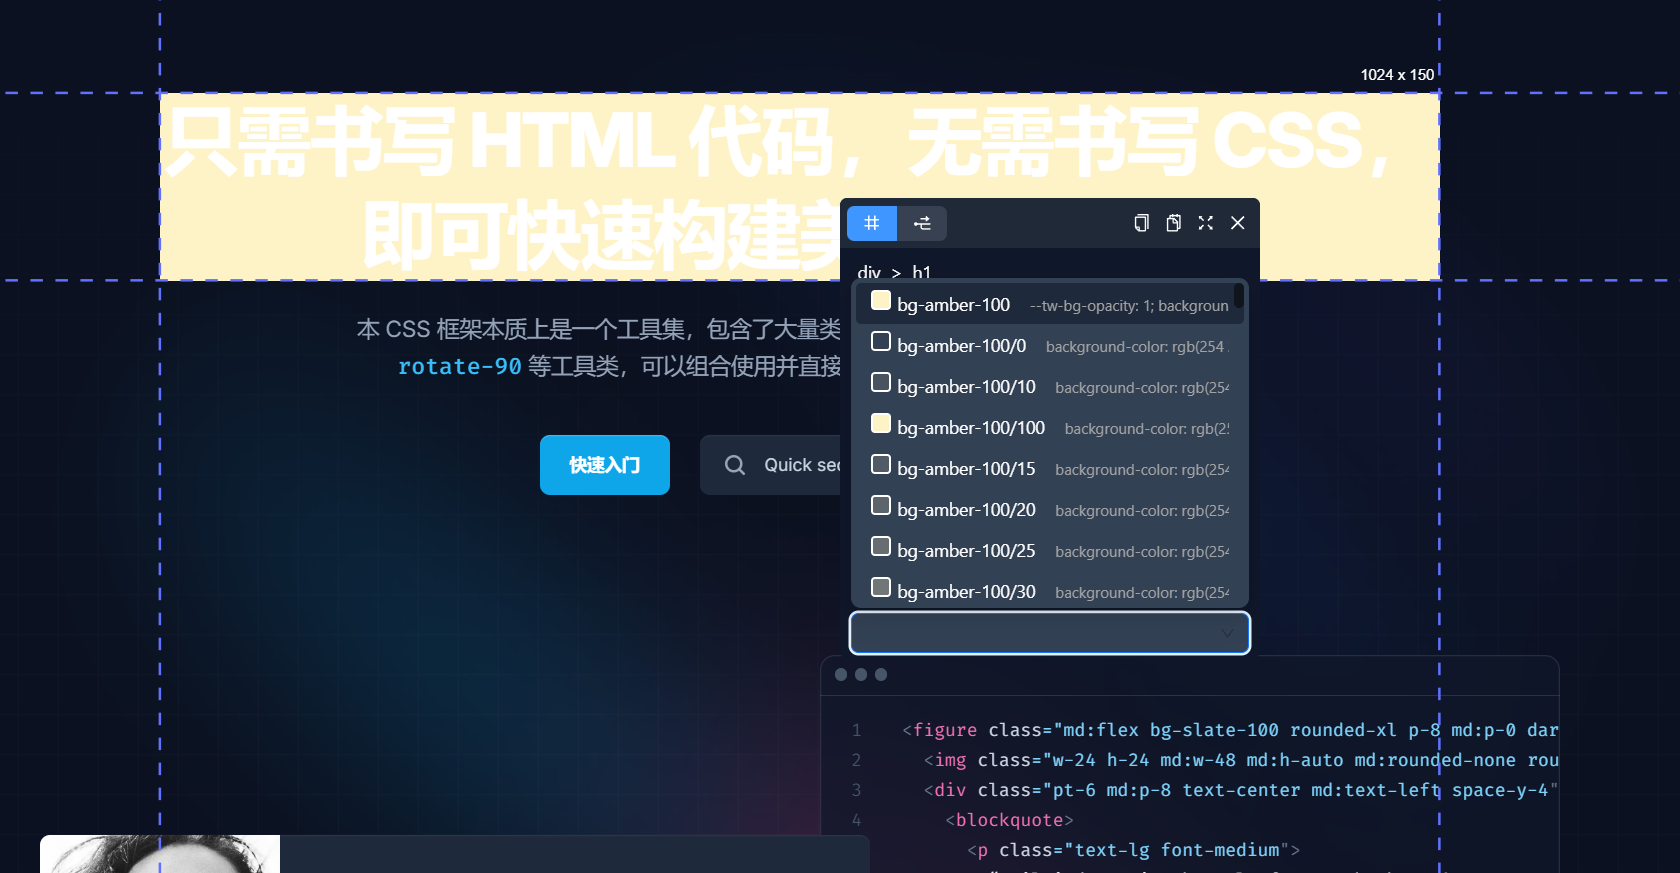 1024 x 150
只需书写 HTML 代码，无需书写 CSS，
即可快速构建
div > h1
bg-amber-100 --tw-bg-opacity: 1; backgroun
bg-amber-100/0 background-color: rgb(254
bg-amber-100/10 background-color: rgb(254
bg-amber-100/100 background-color: rgb(25
bg-amber-100/15 background-color: rgb(254
bg-amber-100/20 background-color: rgb(254
bg-amber-100/25 background-color: rgb(254
bg-amber-100/30 background-color: rgb(254
本 CSS 框架本质上是一个工具集，包含了大量类
rotate-90 等工具类，可以组合使用并直接
快速入门
Quick sea
1 <figure class="md:flex bg-slate-100 rounded-xl p-8 md:p-0 dar
2 <img class="w-24 h-24 md:w-48 md:h-auto md:rounded-none rou
3 <div class="pt-6 md:p-8 text-center md:text-left space-y-4"
4 <blockquote>
<p class="text-lg font-medium">